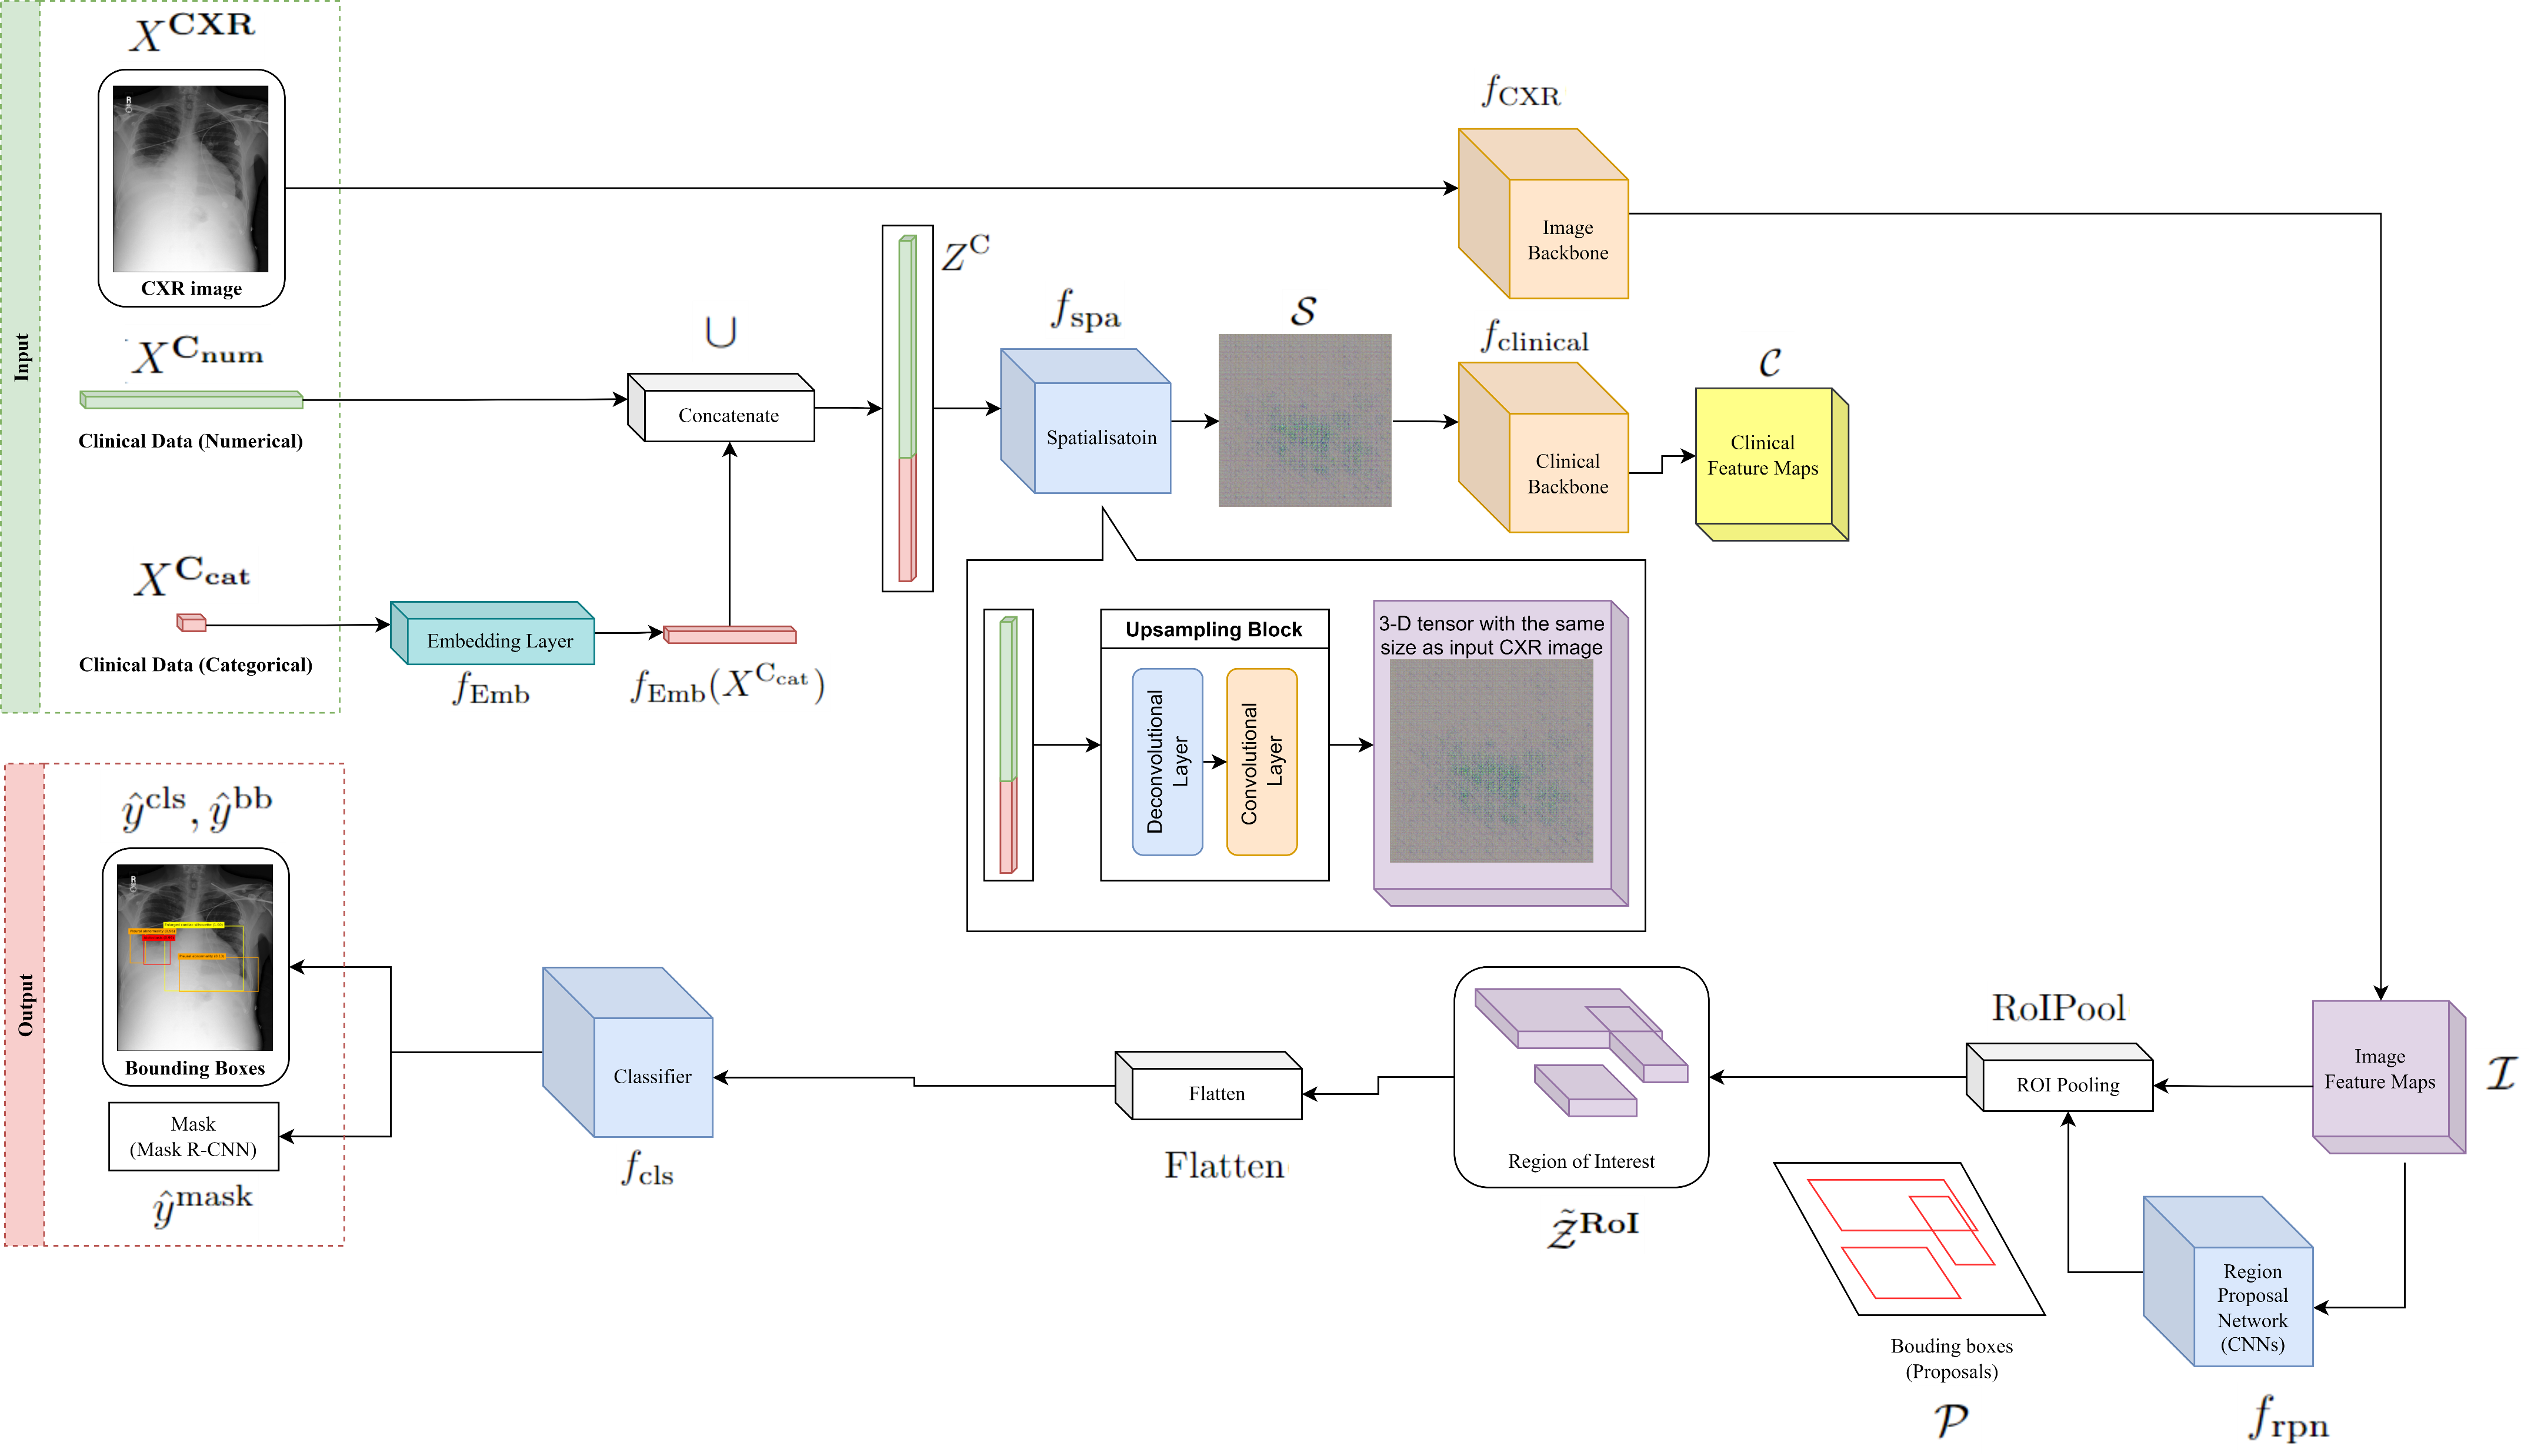 Input
X^CXR
R
CXR image
X^C_num
Clinical Data (Numerical)
X^C_cat
Clinical Data (Categorical)
Embedding Layer
f_Emb
f_Emb(X^C_cat)
∪
Concatenate
Z^C
f_spa
Spatialisatoin
S
f_CXR
Image
Backbone
f_clinical
Clinical
Backbone
C
Clinical
Feature Maps
Upsampling Block
Deconvolutional
Layer
Convolutional
Layer
3-D tensor with the same
size as input CXR image
Image
Feature Maps
I
Region
Proposal
Network
(CNNs)
f_rpn
Bouding boxes
(Proposals)
P
RoIPool
ROI Pooling
Region of Interest
Z̃^RoI
Flatten
Flatten
Classifier
f_cls
Output
ŷ^cls, ŷ^bb
R
Bounding Boxes
Mask
(Mask R-CNN)
ŷ^mask